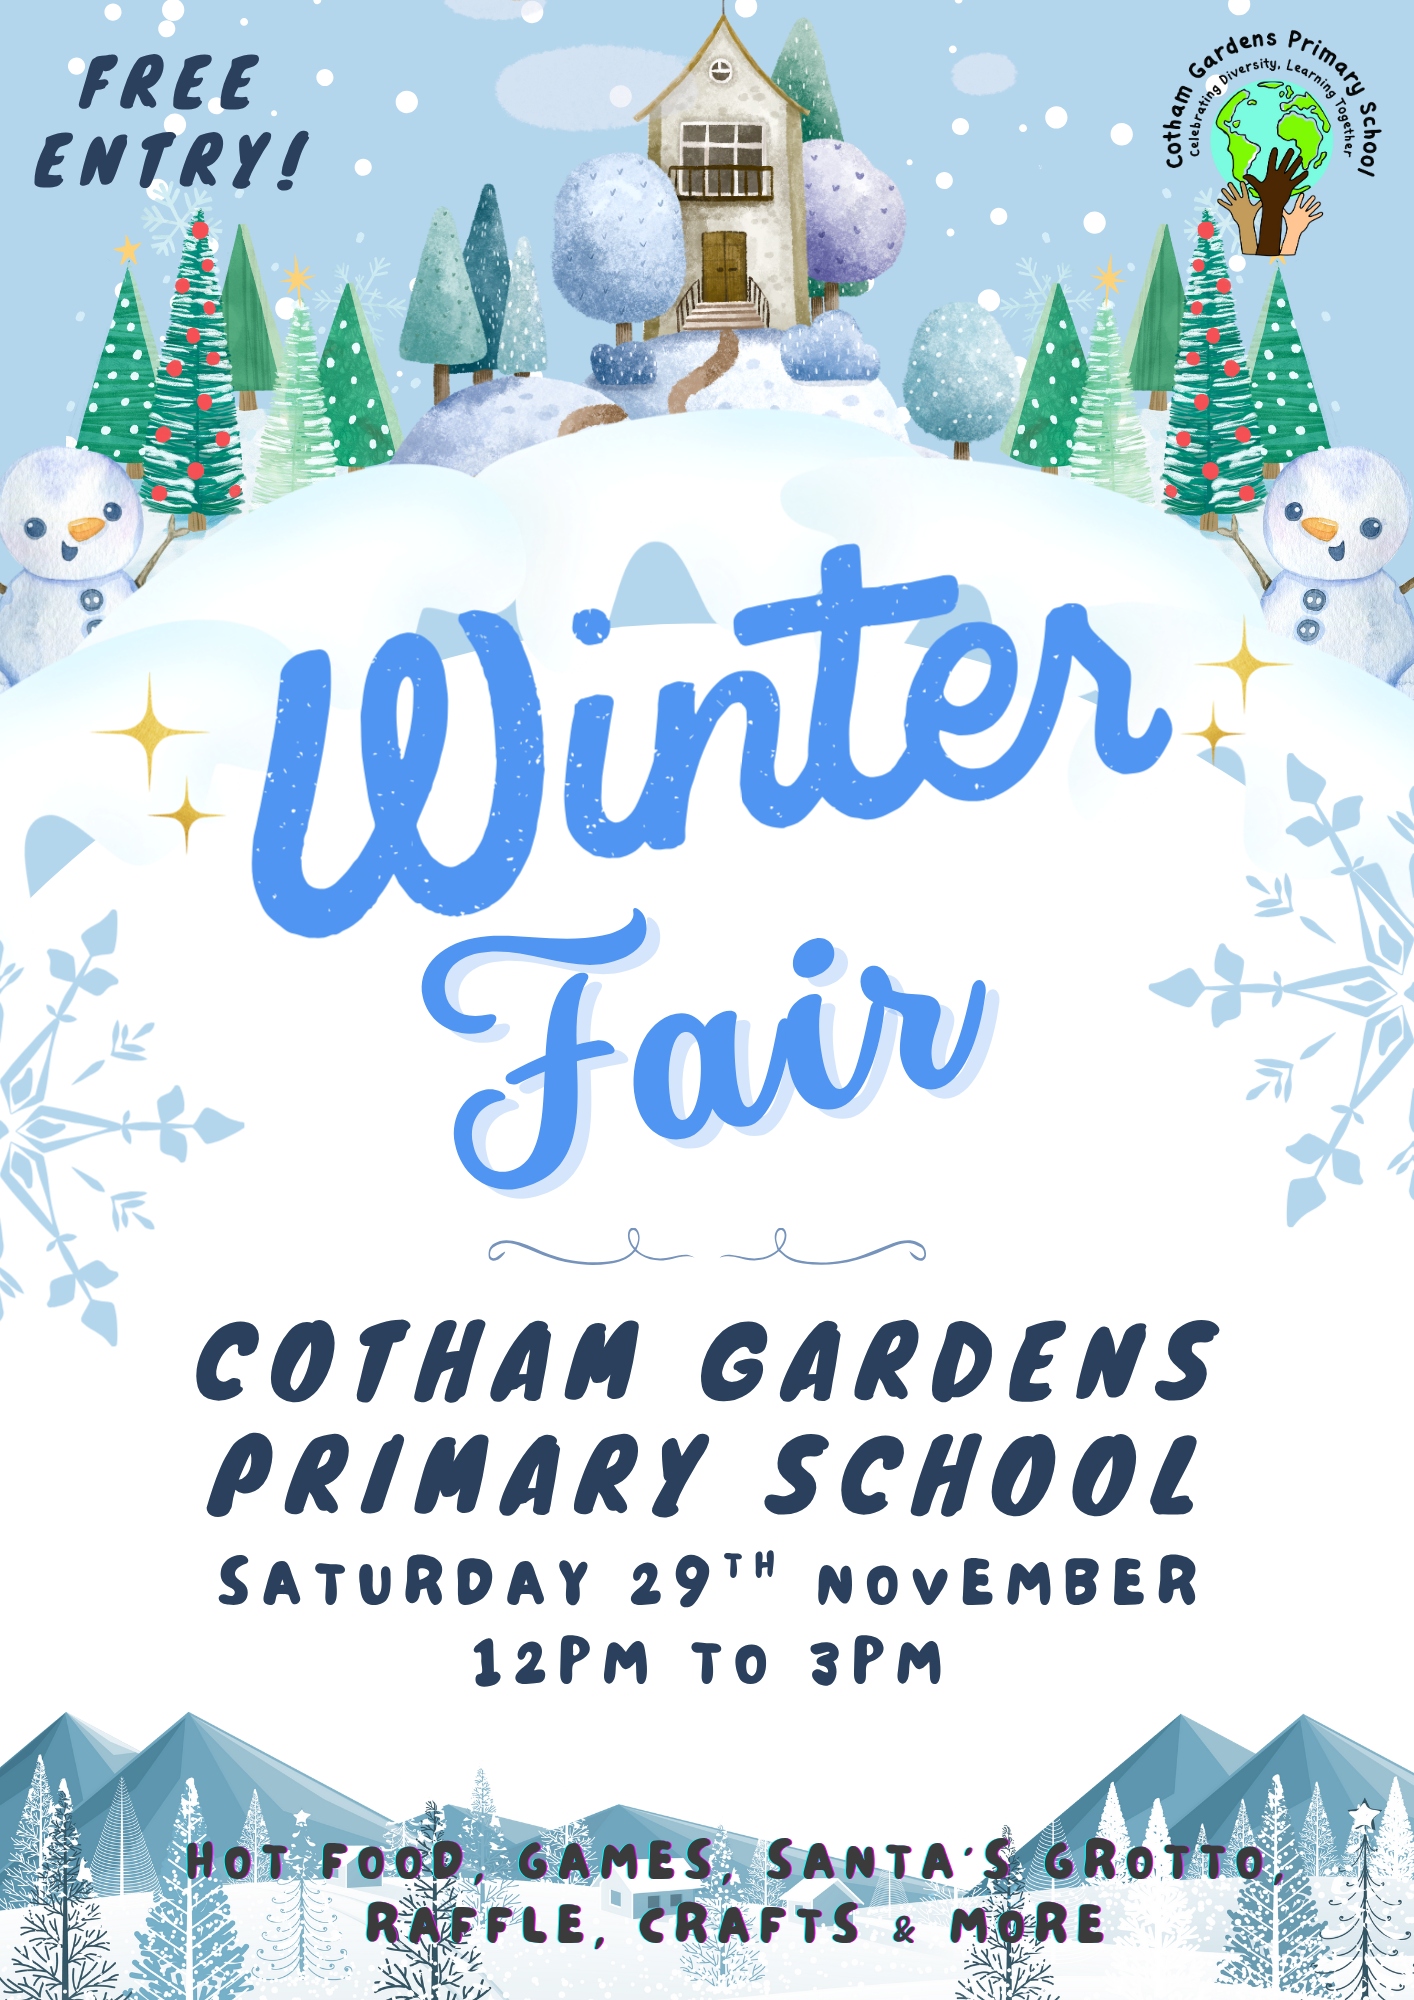 FREE
ENTRY!
Cotham Gardens Primary School
Celebrating Diversity, Learning Together
Winter
Fair
COTHAM GARDENS
PRIMARY SCHOOL
SATURDAY 29TH NOVEMBER
12PM TO 3PM
HOT FOOD, GAMES, SANTA'S GROTTO,
RAFFLE, CRAFTS & MORE